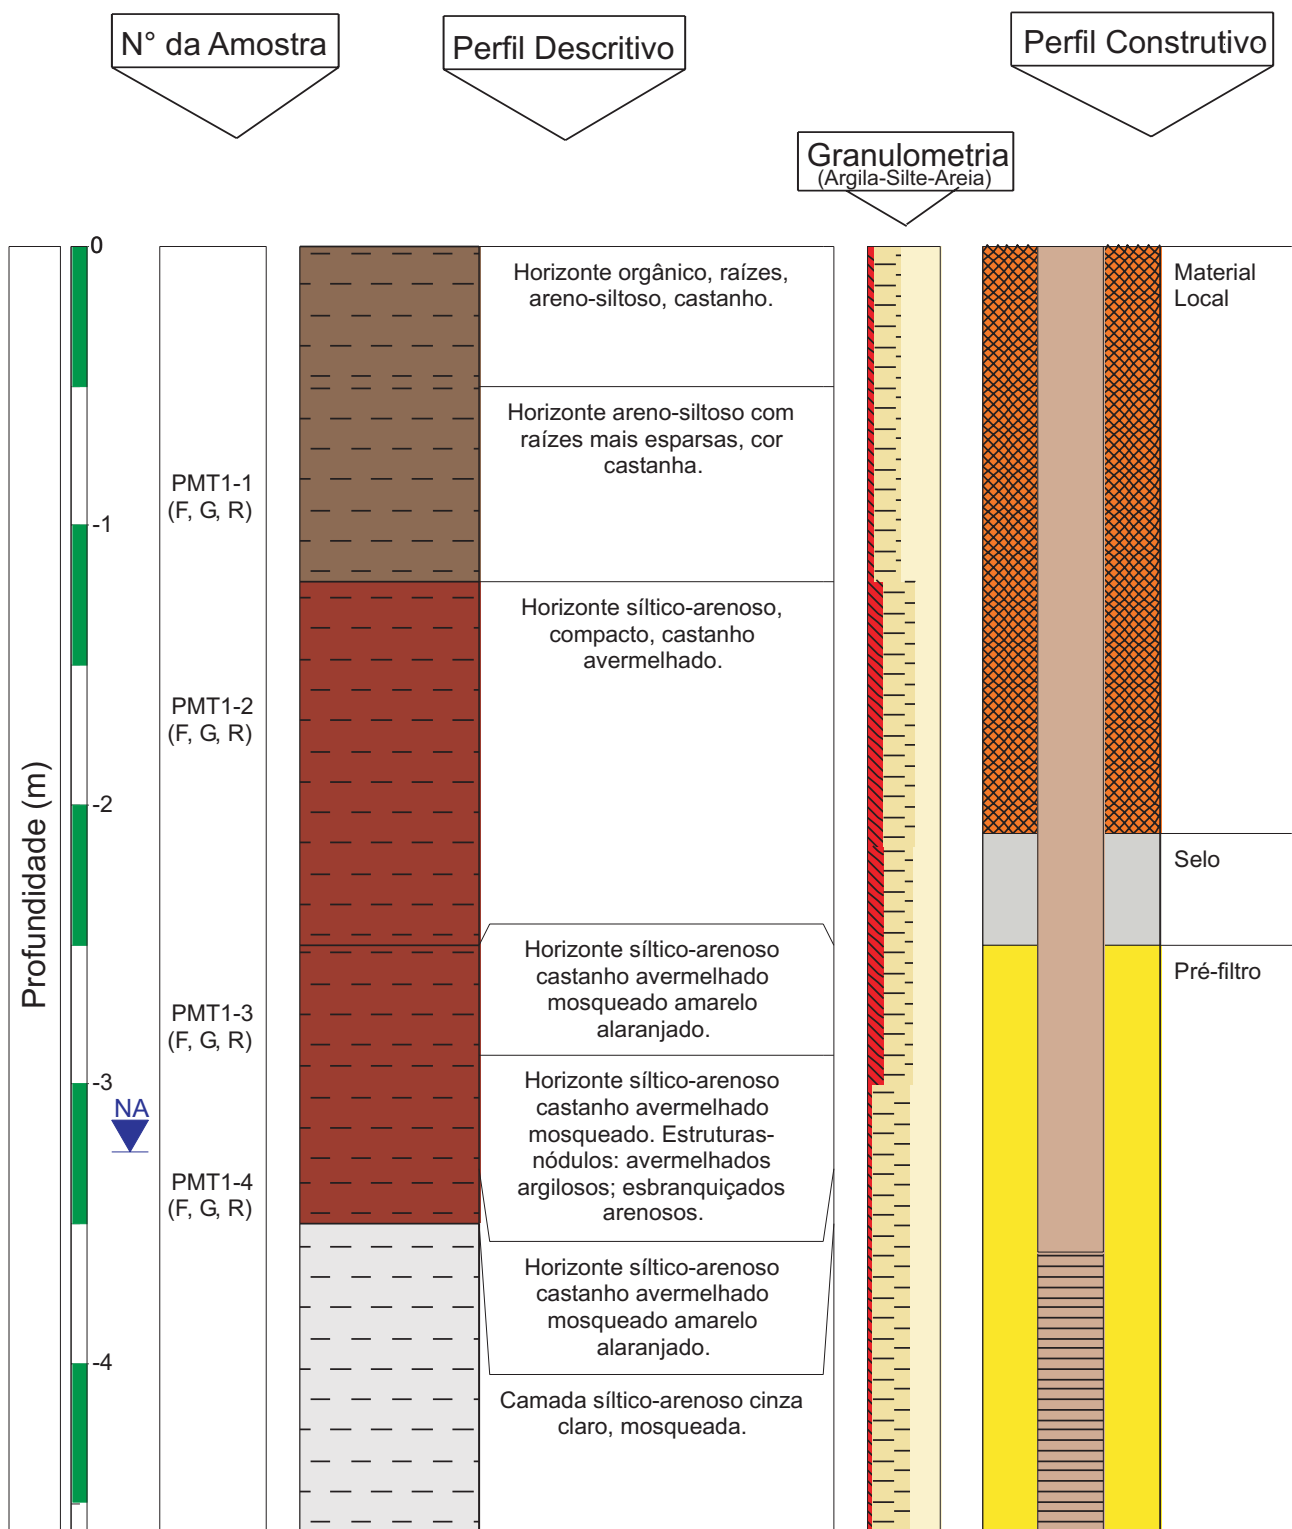 N° da Amostra
Perfil Descritivo
Perfil Construtivo
Granulometria
(Argila-Silte-Areia)
Profundidade (m)
0
-1
-2
-3
-4
NA
PMT1-1
(F, G, R)
PMT1-2
(F, G, R)
PMT1-3
(F, G, R)
PMT1-4
(F, G, R)
Horizonte orgânico, raízes,
areno-siltoso, castanho.
Horizonte areno-siltoso com
raízes mais esparsas, cor
castanha.
Horizonte síltico-arenoso,
compacto, castanho
avermelhado.
Horizonte síltico-arenoso
castanho avermelhado
mosqueado amarelo
alaranjado.
Horizonte síltico-arenoso
castanho avermelhado
mosqueado. Estruturas-
nódulos: avermelhados
argilosos; esbranquiçados
arenosos.
Horizonte síltico-arenoso
castanho avermelhado
mosqueado amarelo
alaranjado.
Camada síltico-arenoso cinza
claro, mosqueada.
Material
Local
Selo
Pré-filtro